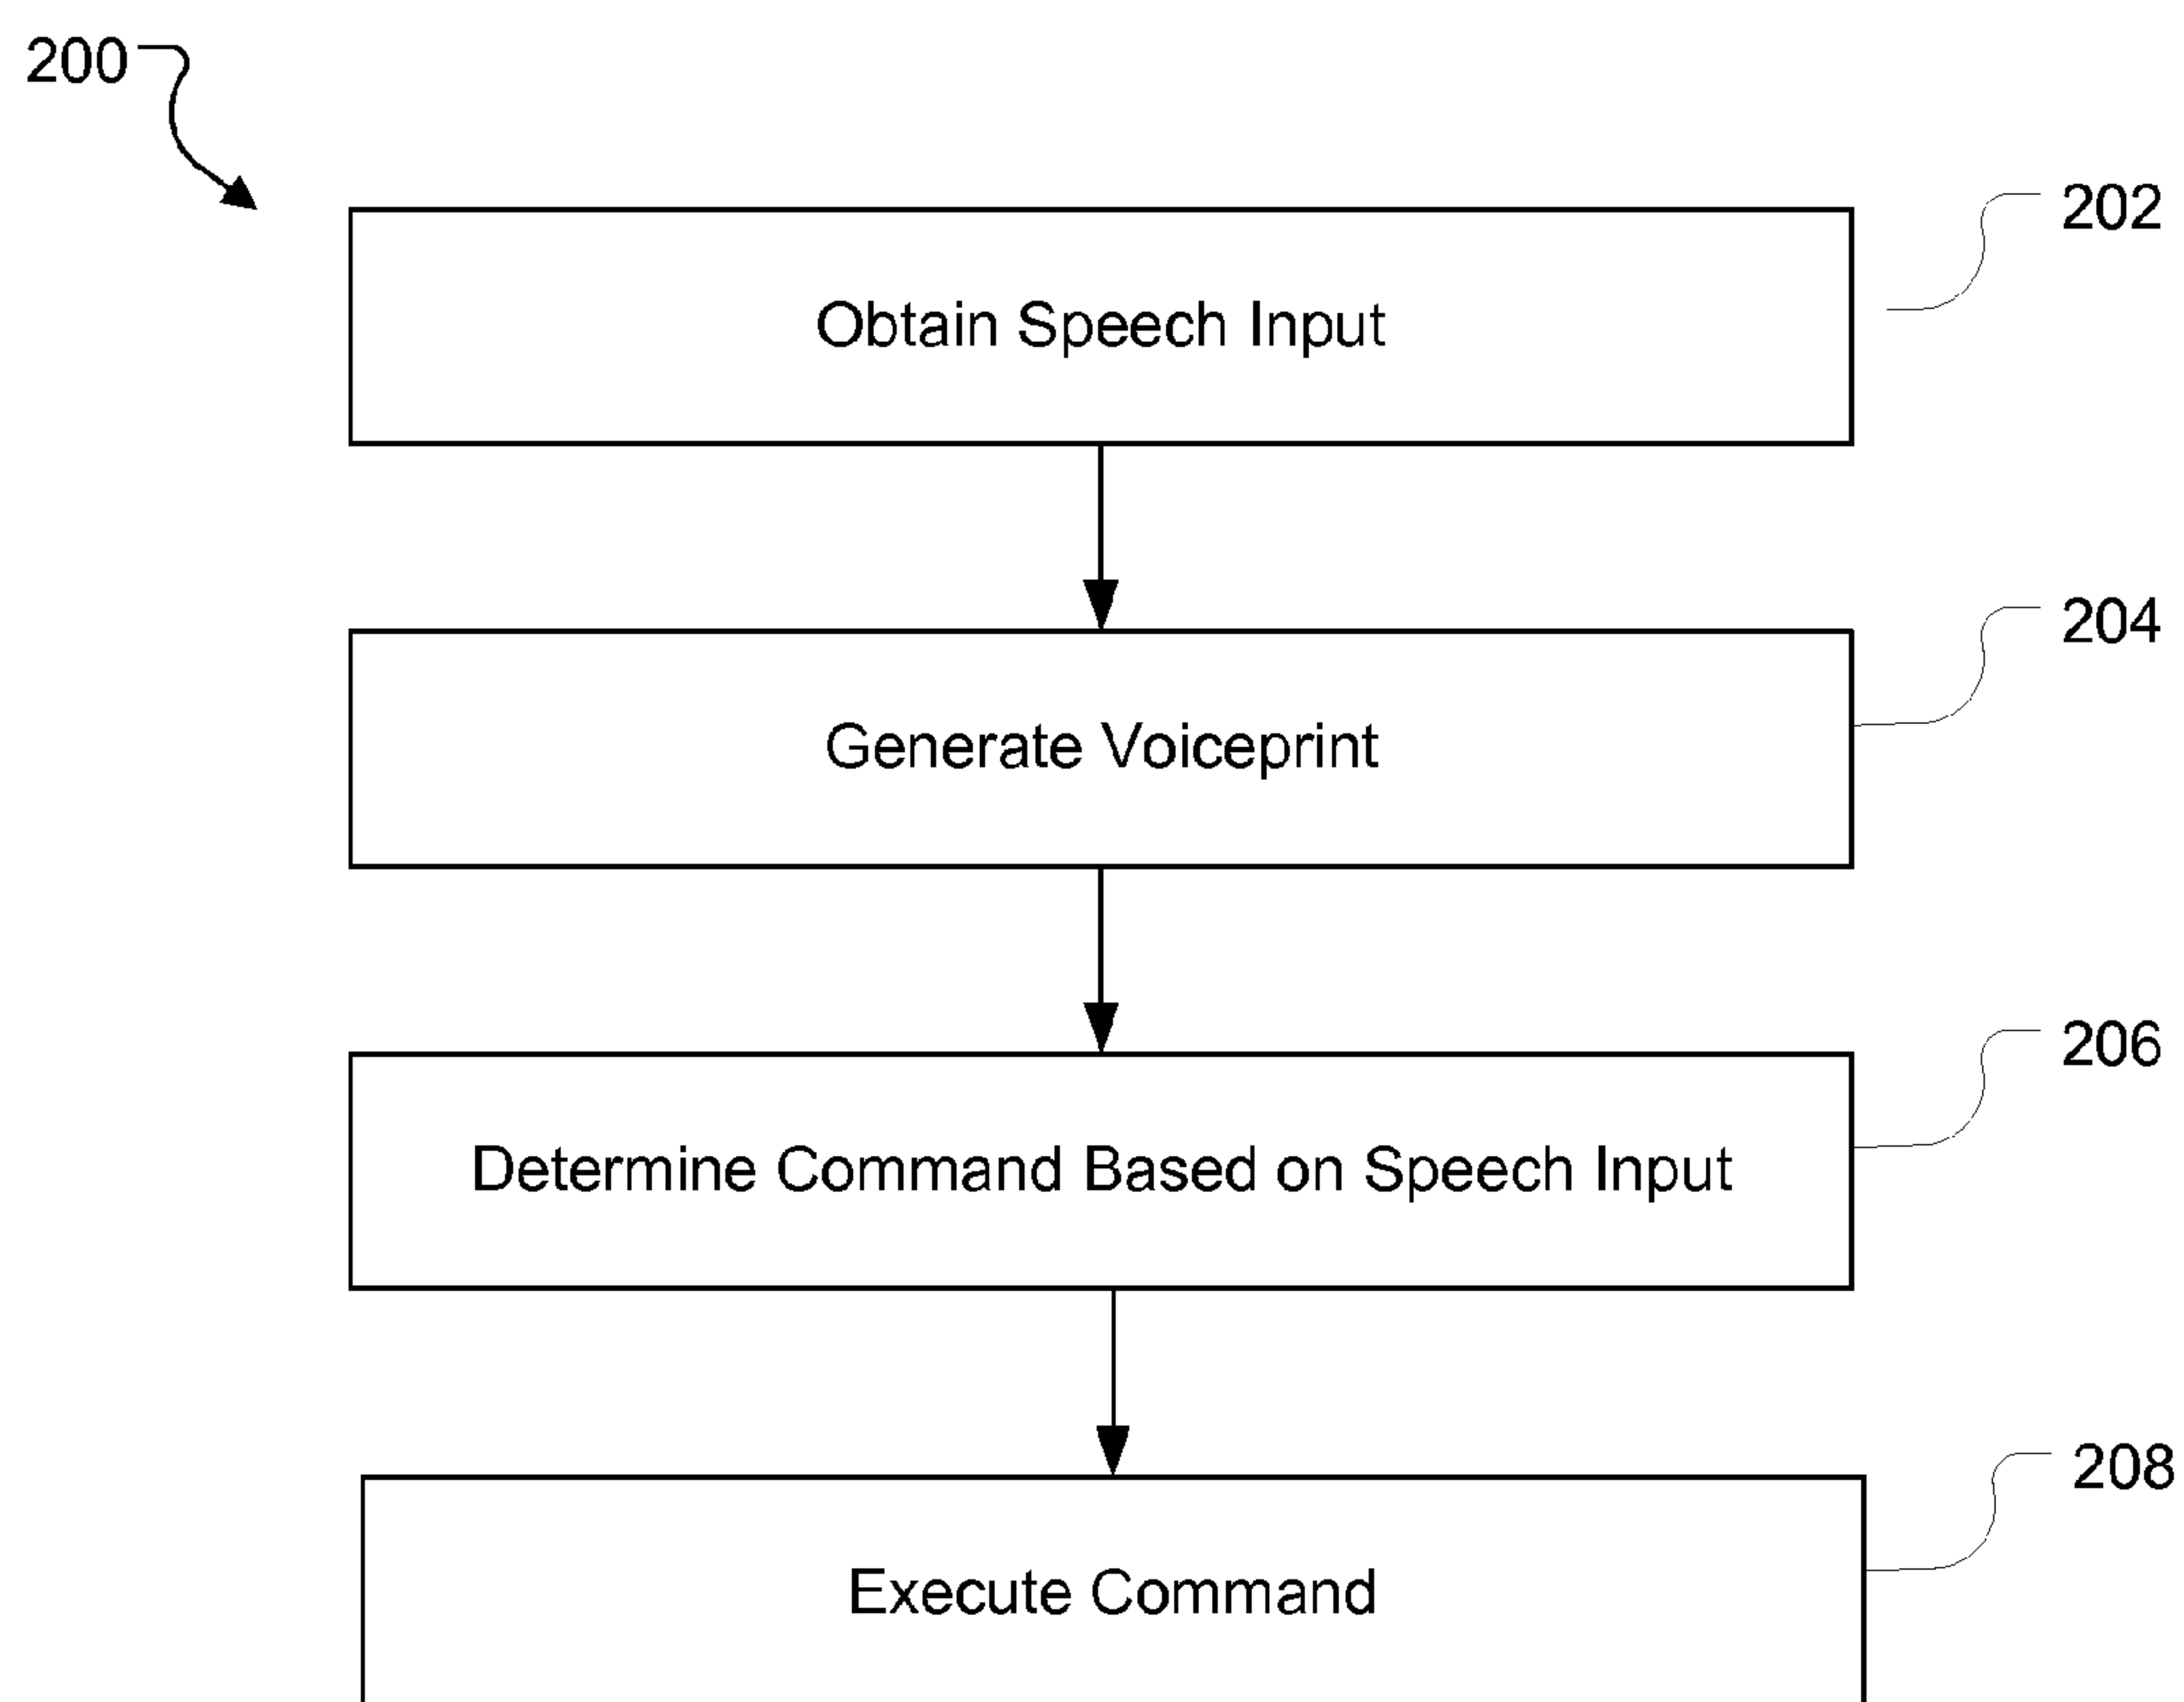 200
202
Obtain Speech Input
204
Generate Voiceprint
206
Determine Command Based on Speech Input
208
Execute Command